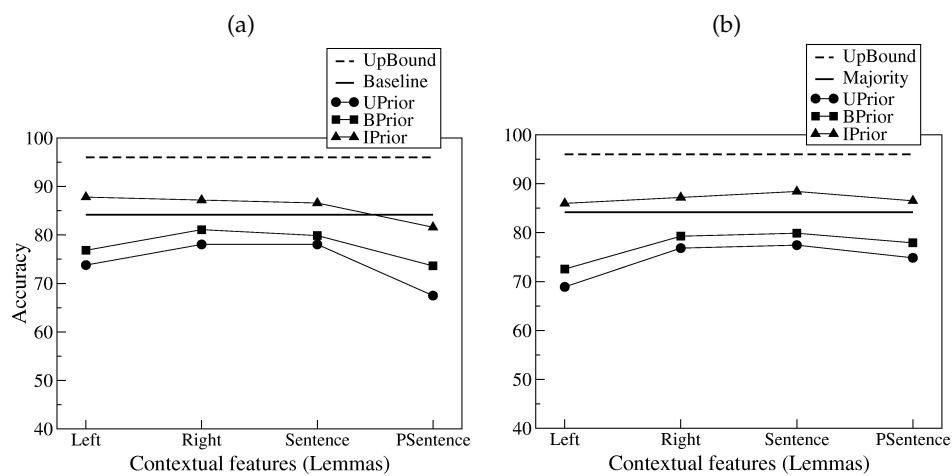 (a)
(b)
UpBound
Baseline
UPrior
BPrior
IPrior
UpBound
Majority
UPrior
BPrior
IPrior
Accuracy
100
90
80
70
60
50
40
Left Right Sentence PSentence
Contextual features (Lemmas)
100
90
80
70
60
50
40
Left Right Sentence PSentence
Contextual features (Lemmas)